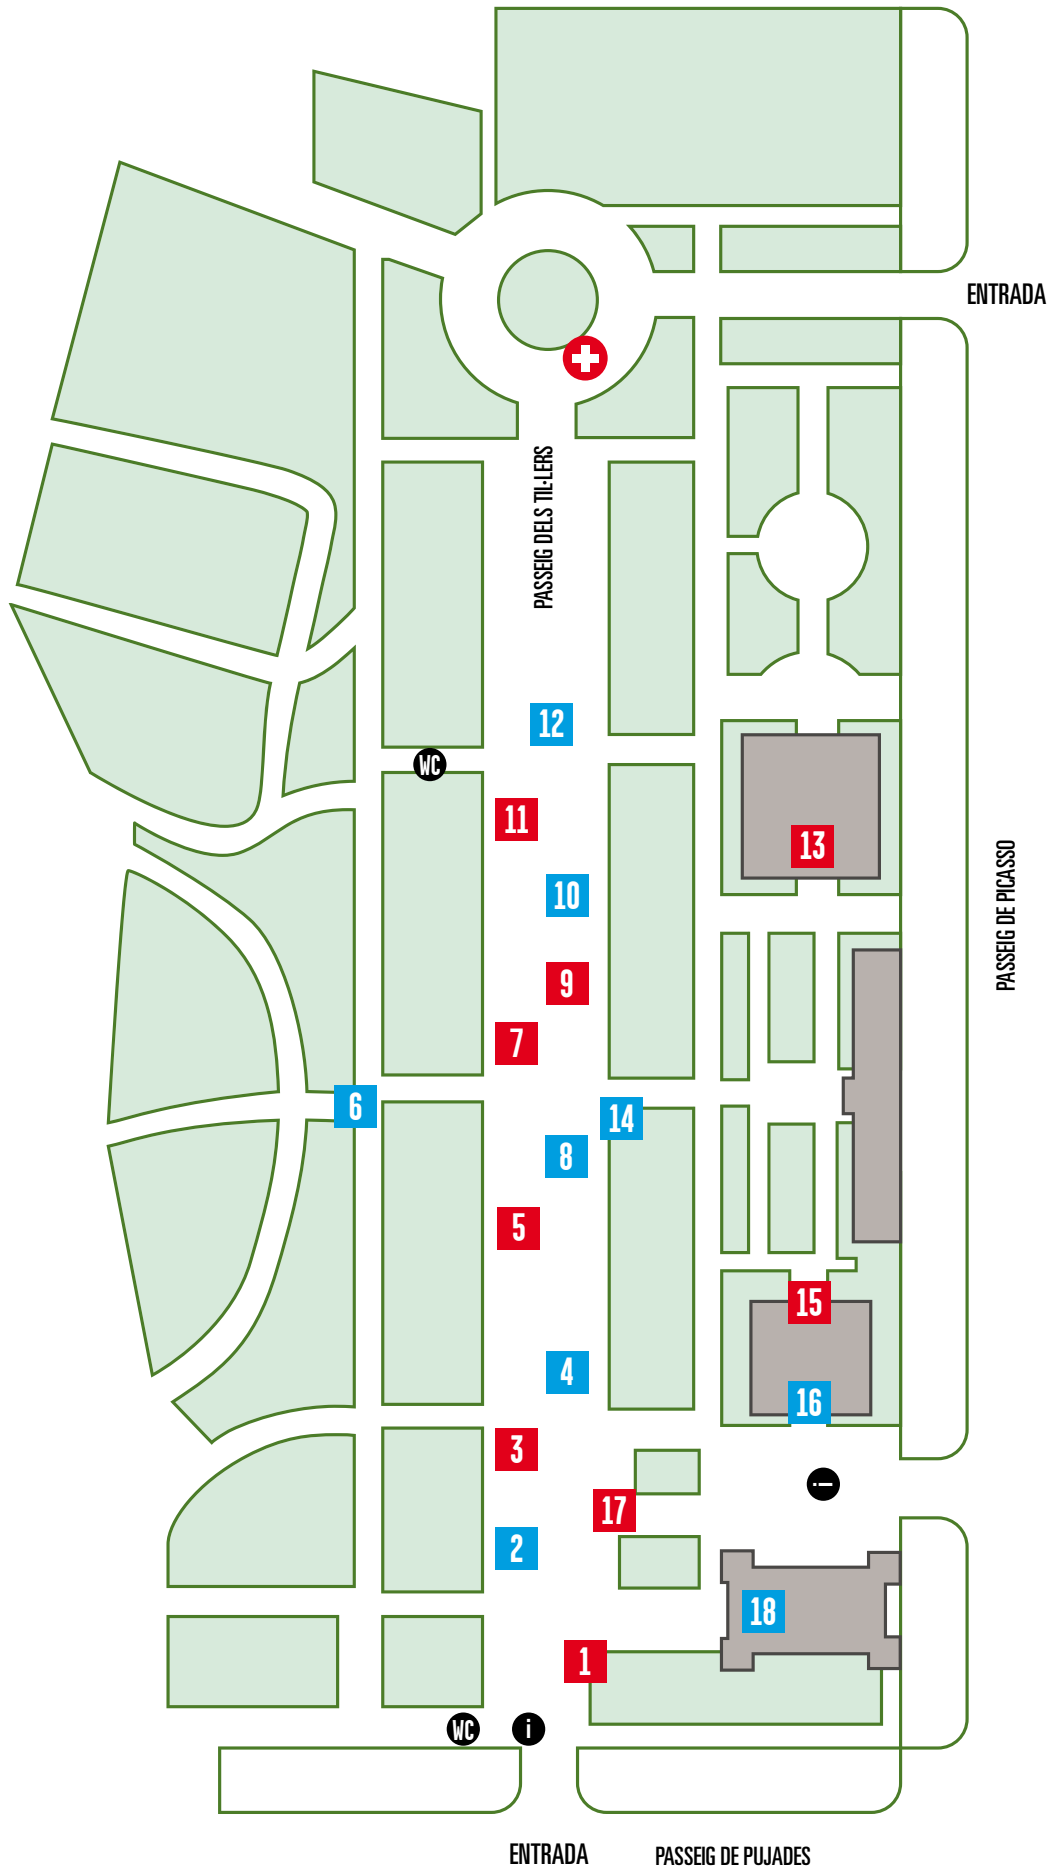 ENTRADA
PASSEIG DELS TIL·LERS
12
WC
11
13
10
PASSEIG DE PICASSO
9
7
6
14
8
5
15
4
16
3
i
17
2
18
1
WC
i
ENTRADA
PASSEIG DE PUJADES